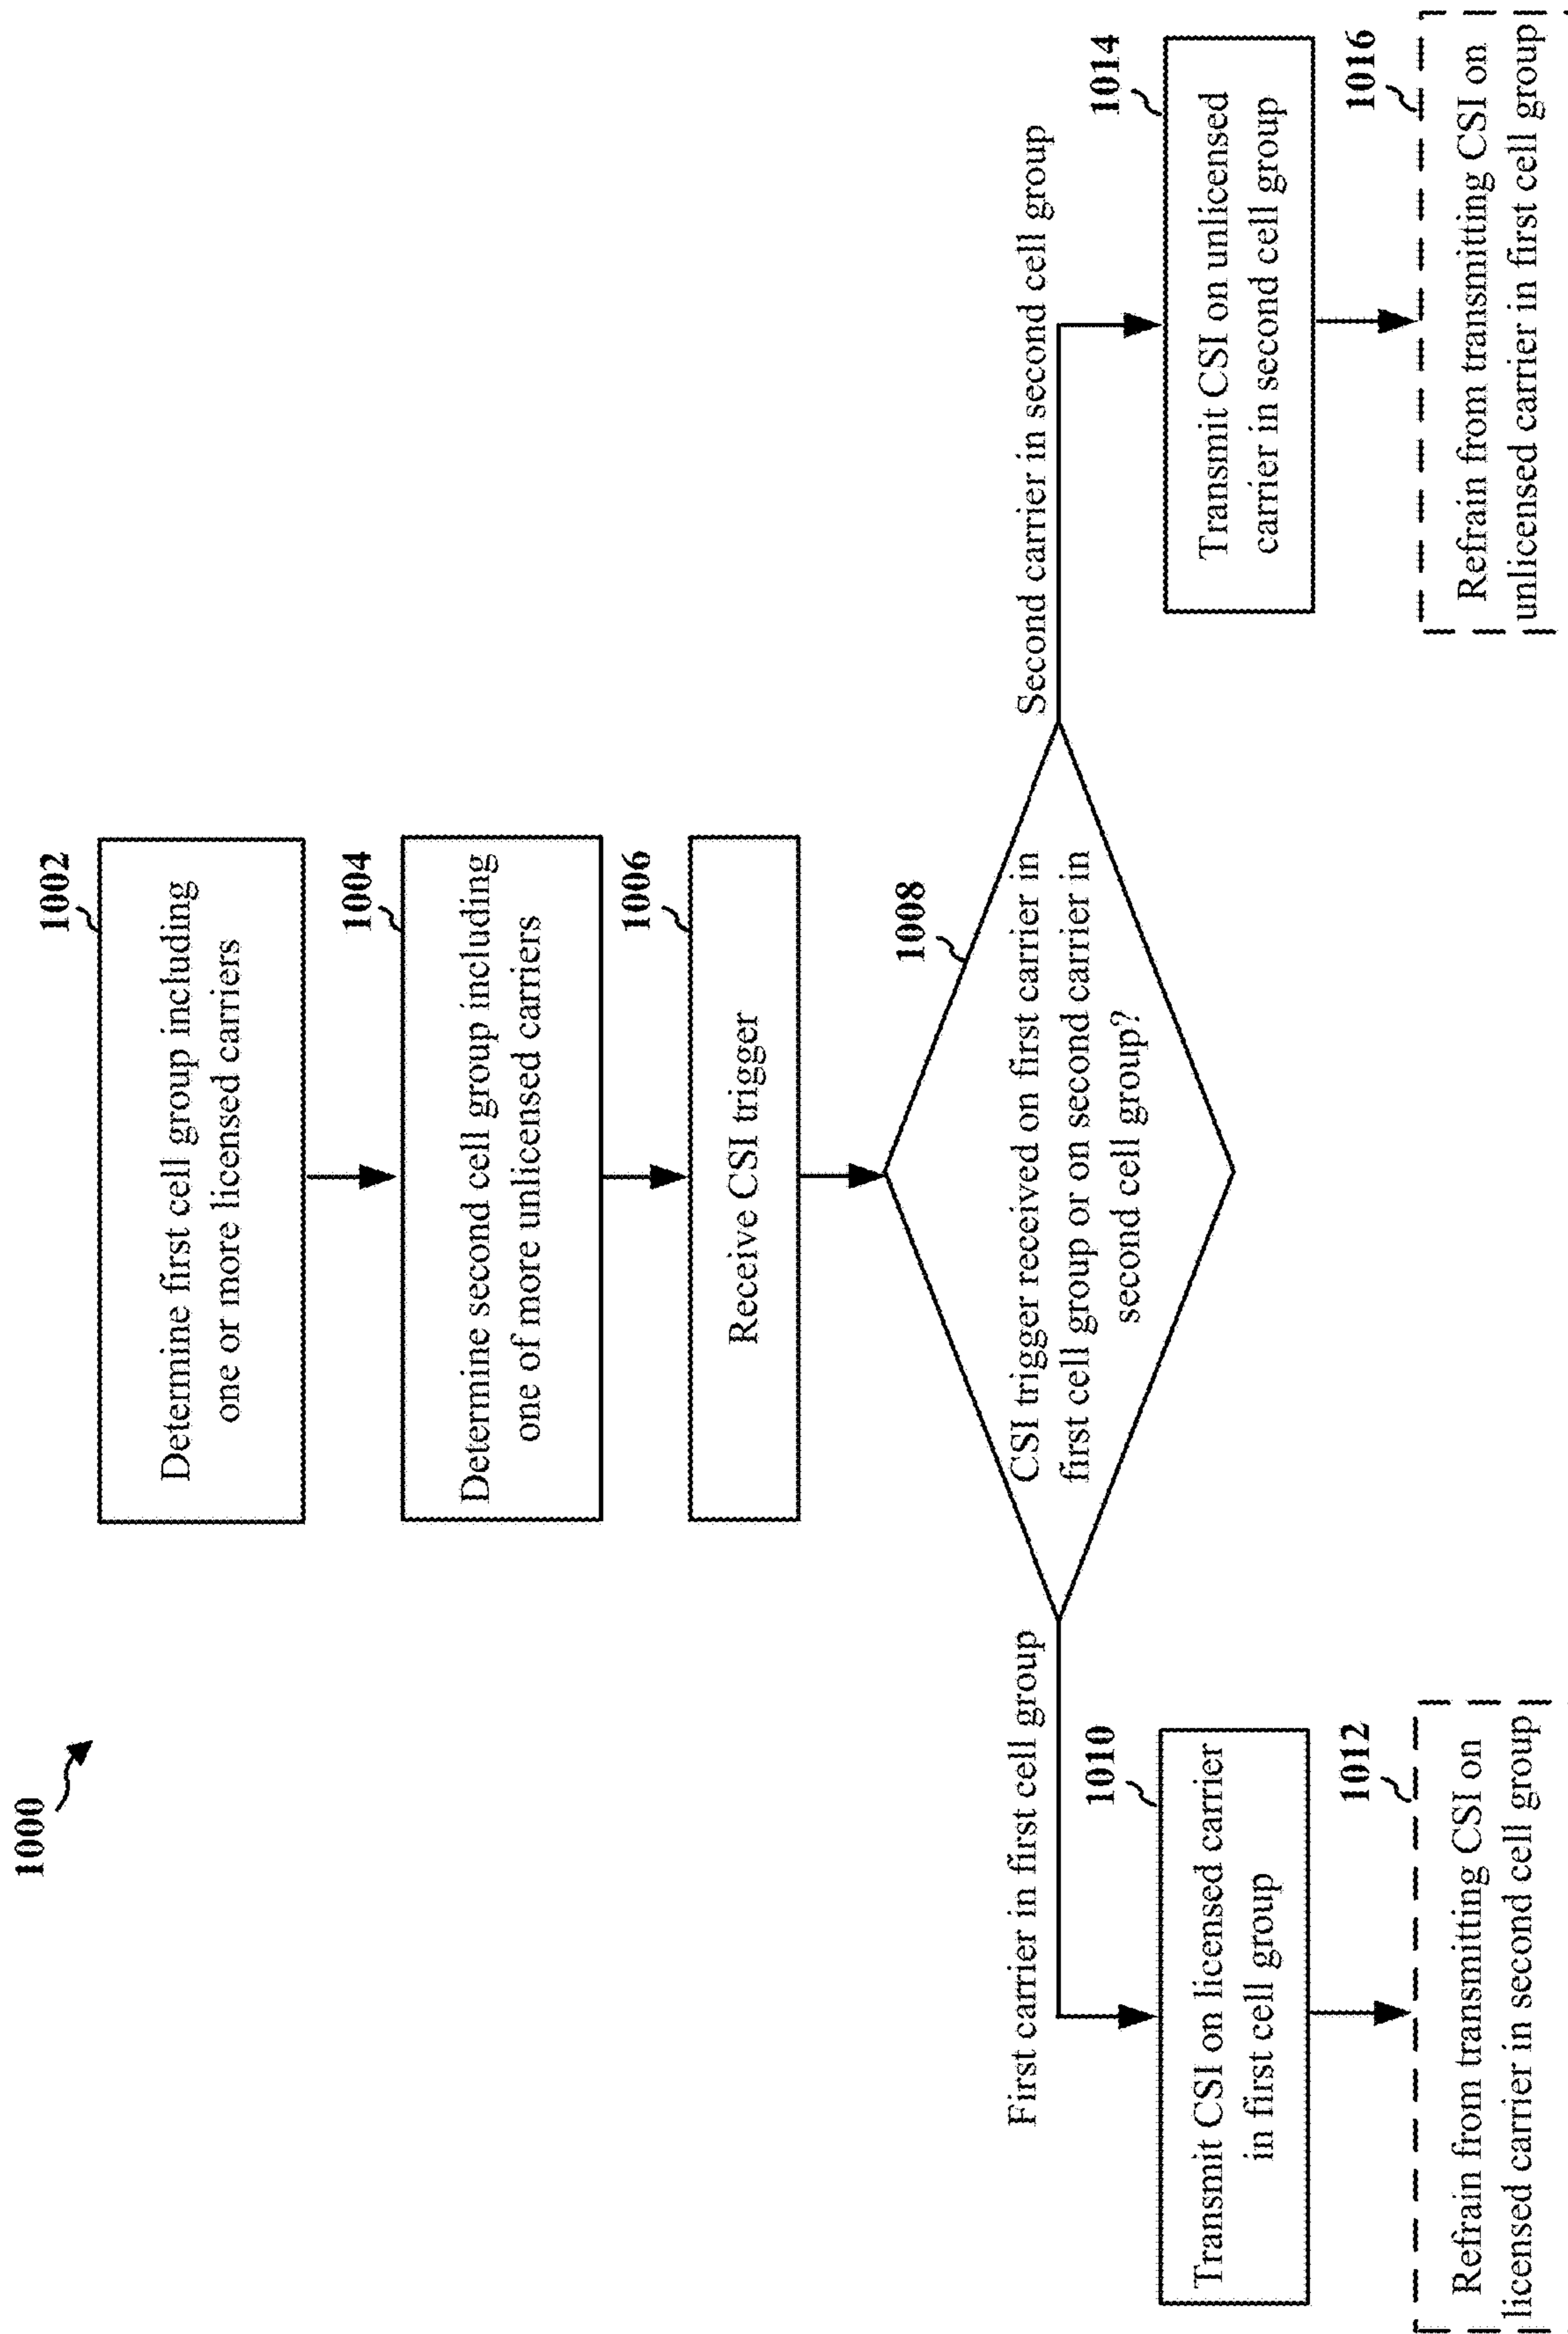 1000
1002
Determine first cell group including
one or more licensed carriers
1004
Determine second cell group including
one of more unlicensed carriers
1006
Receive CSI trigger
1008
CSI trigger received on first carrier in
first cell group or on second carrier in
second cell group?
First carrier in first cell group
1010
Transmit CSI on licensed carrier
in first cell group
1012
Refrain from transmitting CSI on
licensed carrier in second cell group
Second carrier in second cell group
1014
Transmit CSI on unlicensed
carrier in second cell group
1016
Refrain from transmitting CSI on
unlicensed carrier in first cell group